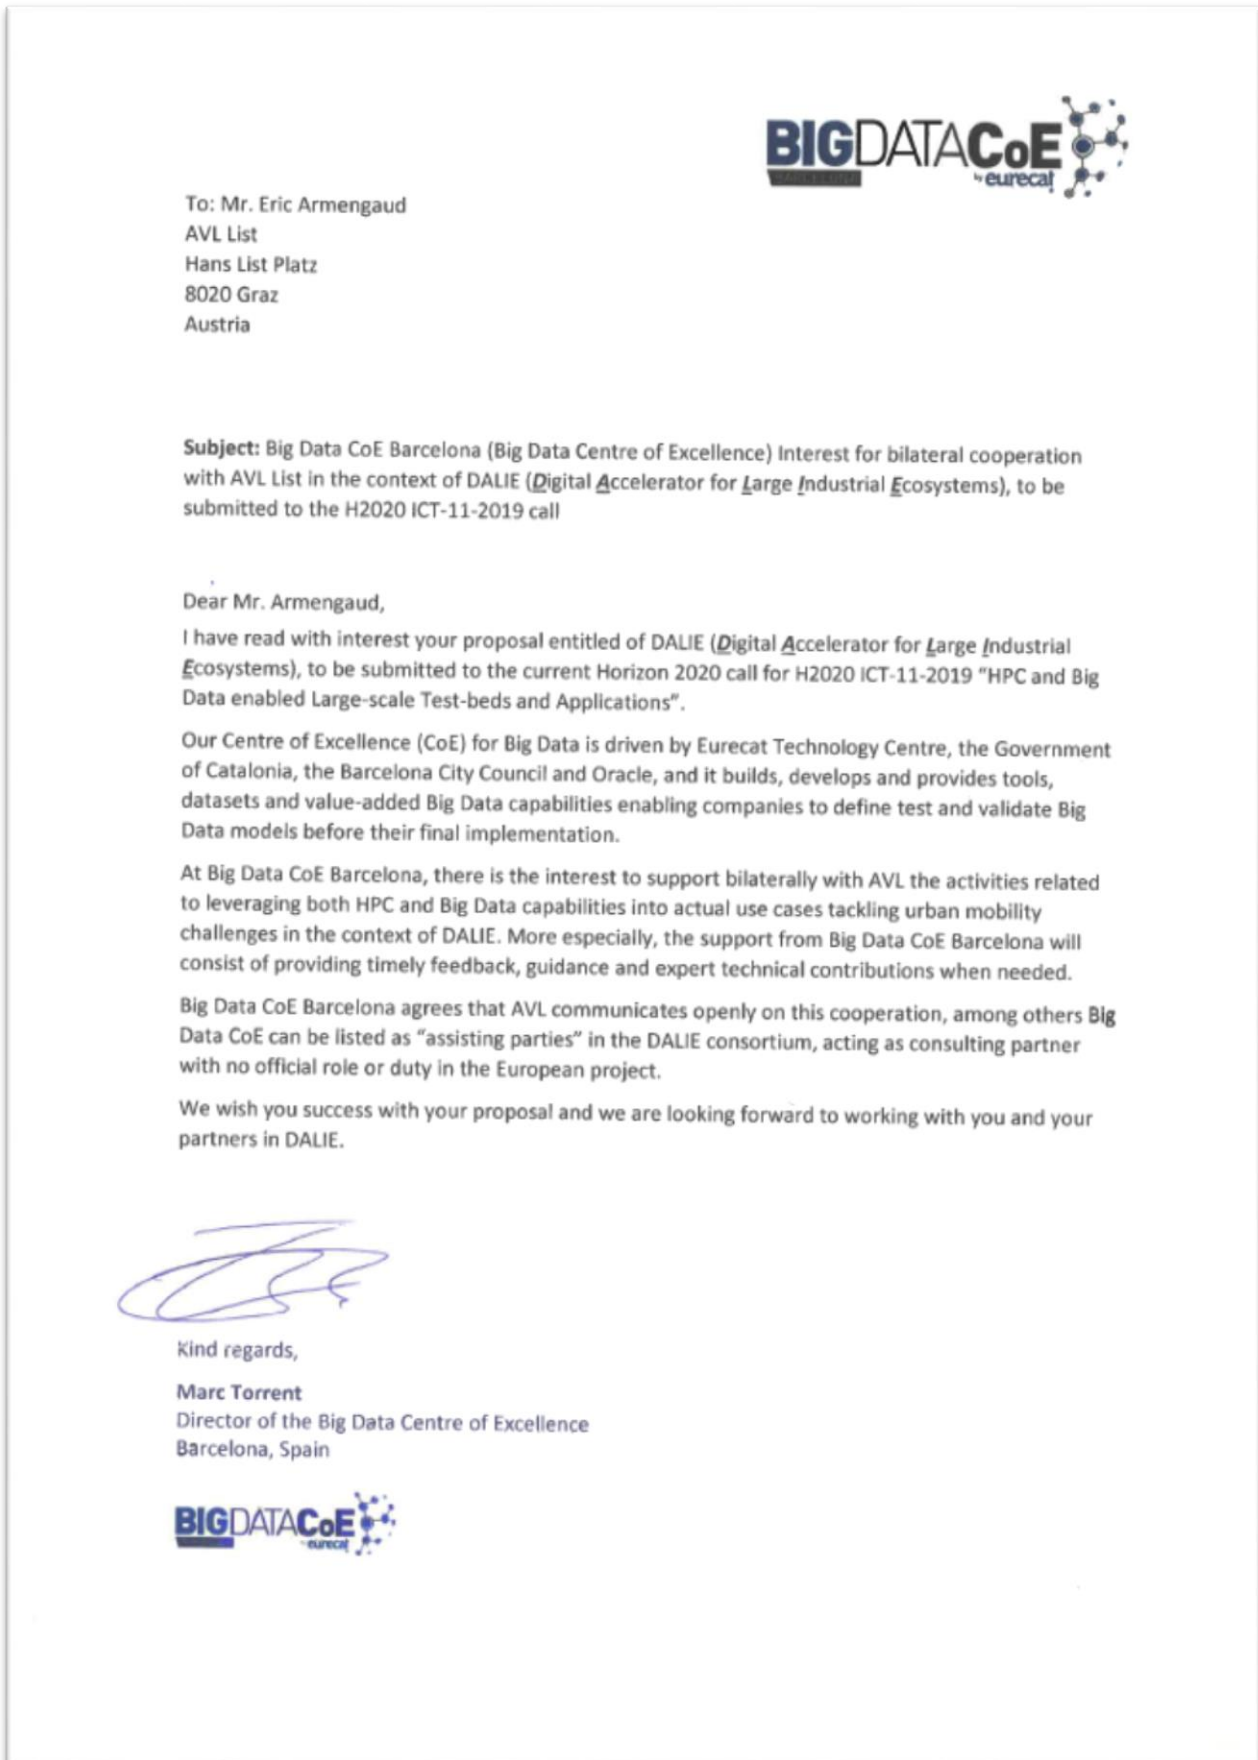 BIGDATACoE
BARCELONA
by eurecat
To: Mr. Eric Armengaud
AVL List
Hans List Platz
8020 Graz
Austria
Subject: Big Data CoE Barcelona (Big Data Centre of Excellence) Interest for bilateral cooperation
with AVL List in the context of DALIE (Digital Accelerator for Large Industrial Ecosystems), to be
submitted to the H2020 ICT-11-2019 call
Dear Mr. Armengaud,
I have read with interest your proposal entitled of DALIE (Digital Accelerator for Large Industrial
Ecosystems), to be submitted to the current Horizon 2020 call for H2020 ICT-11-2019 “HPC and Big
Data enabled Large-scale Test-beds and Applications”.
Our Centre of Excellence (CoE) for Big Data is driven by Eurecat Technology Centre, the Government
of Catalonia, the Barcelona City Council and Oracle, and it builds, develops and provides tools,
datasets and value-added Big Data capabilities enabling companies to define test and validate Big
Data models before their final implementation.
At Big Data CoE Barcelona, there is the interest to support bilaterally with AVL the activities related
to leveraging both HPC and Big Data capabilities into actual use cases tackling urban mobility
challenges in the context of DALIE. More especially, the support from Big Data CoE Barcelona will
consist of providing timely feedback, guidance and expert technical contributions when needed.
Big Data CoE Barcelona agrees that AVL communicates openly on this cooperation, among others Big
Data CoE can be listed as “assisting parties” in the DALIE consortium, acting as consulting partner
with no official role or duty in the European project.
We wish you success with your proposal and we are looking forward to working with you and your
partners in DALIE.
Kind regards,
Marc Torrent
Director of the Big Data Centre of Excellence
Barcelona, Spain
BIGDATACoE
eurecat